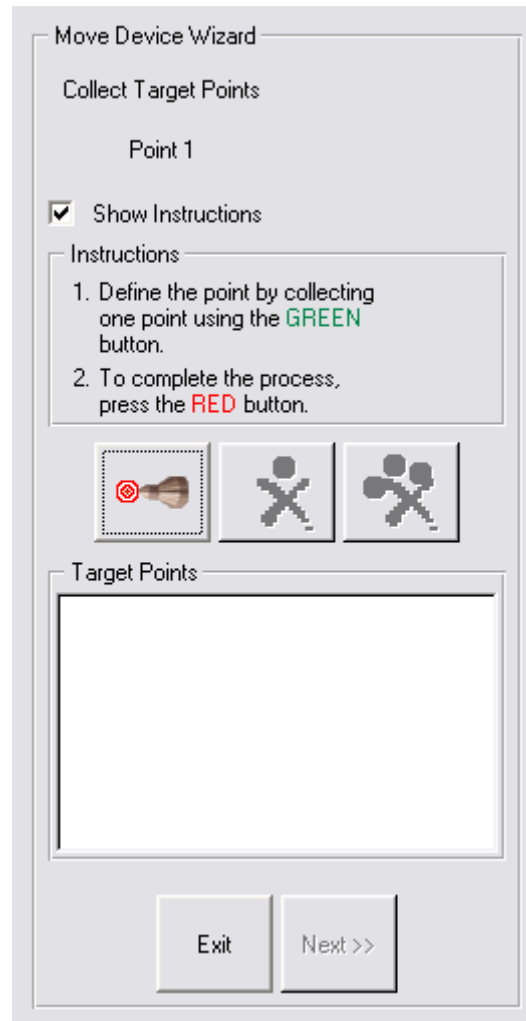 Move Device Wizard
Collect Target Points
Point 1
Show Instructions
Instructions
1. Define the point by collecting
one point using the GREEN
button.
2. To complete the process,
press the RED button.
Target Points
Exit
Next >>